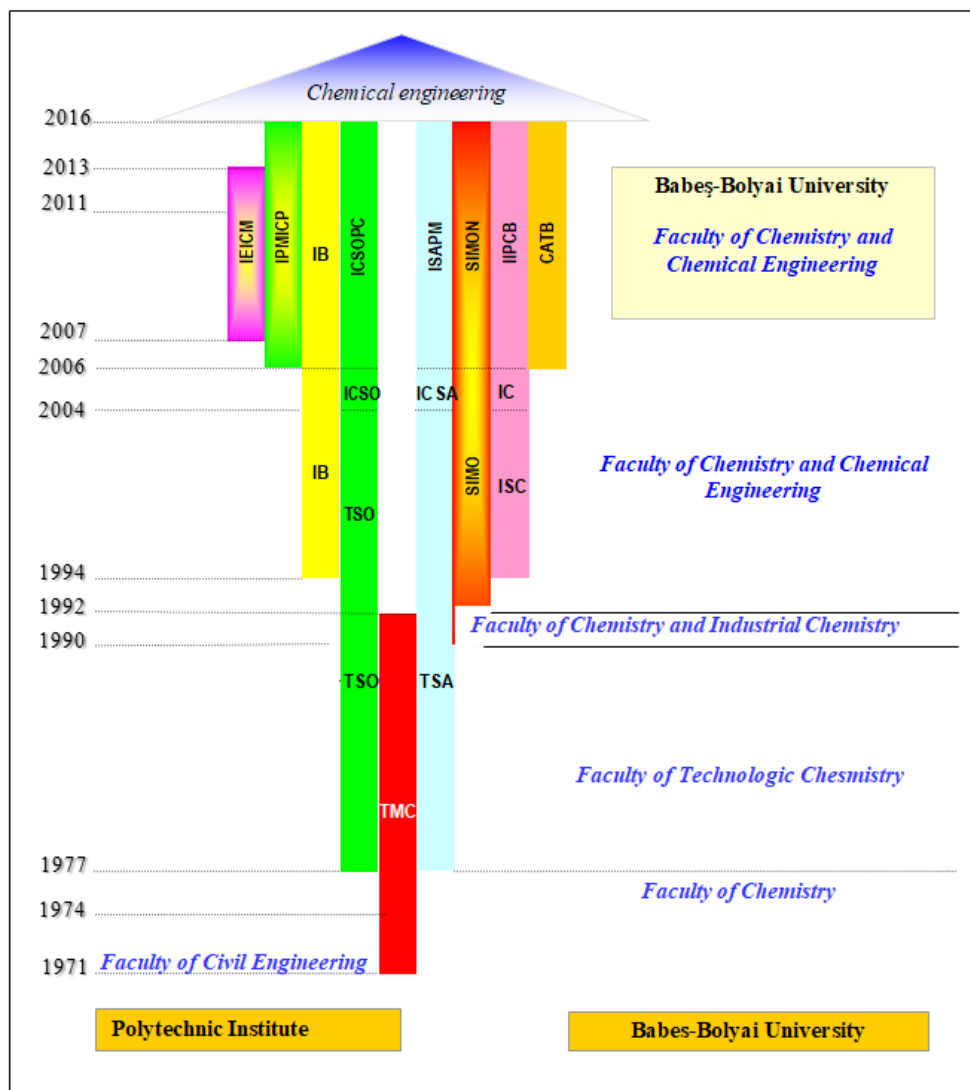 Chemical engineering
2016
2013
2011
2007
2006
2004
1994
1992
1990
1977
1974
1971
IEICM
IPMICP
IB
ICSOPC
ISAPM
SIMON
IIPCB
CATB
ICSO
IC SA
IC
IB
TSO
SIMO
ISC
TSO
TSA
TMC
Babeş-Bolyai University
Faculty of Chemistry and
Chemical Engineering
Faculty of Chemistry and Chemical
Engineering
Faculty of Chemistry and Industrial Chemistry
Faculty of Technologic Chesmistry
Faculty of Chemistry
Faculty of Civil Engineering
Polytechnic Institute
Babes-Bolyai University